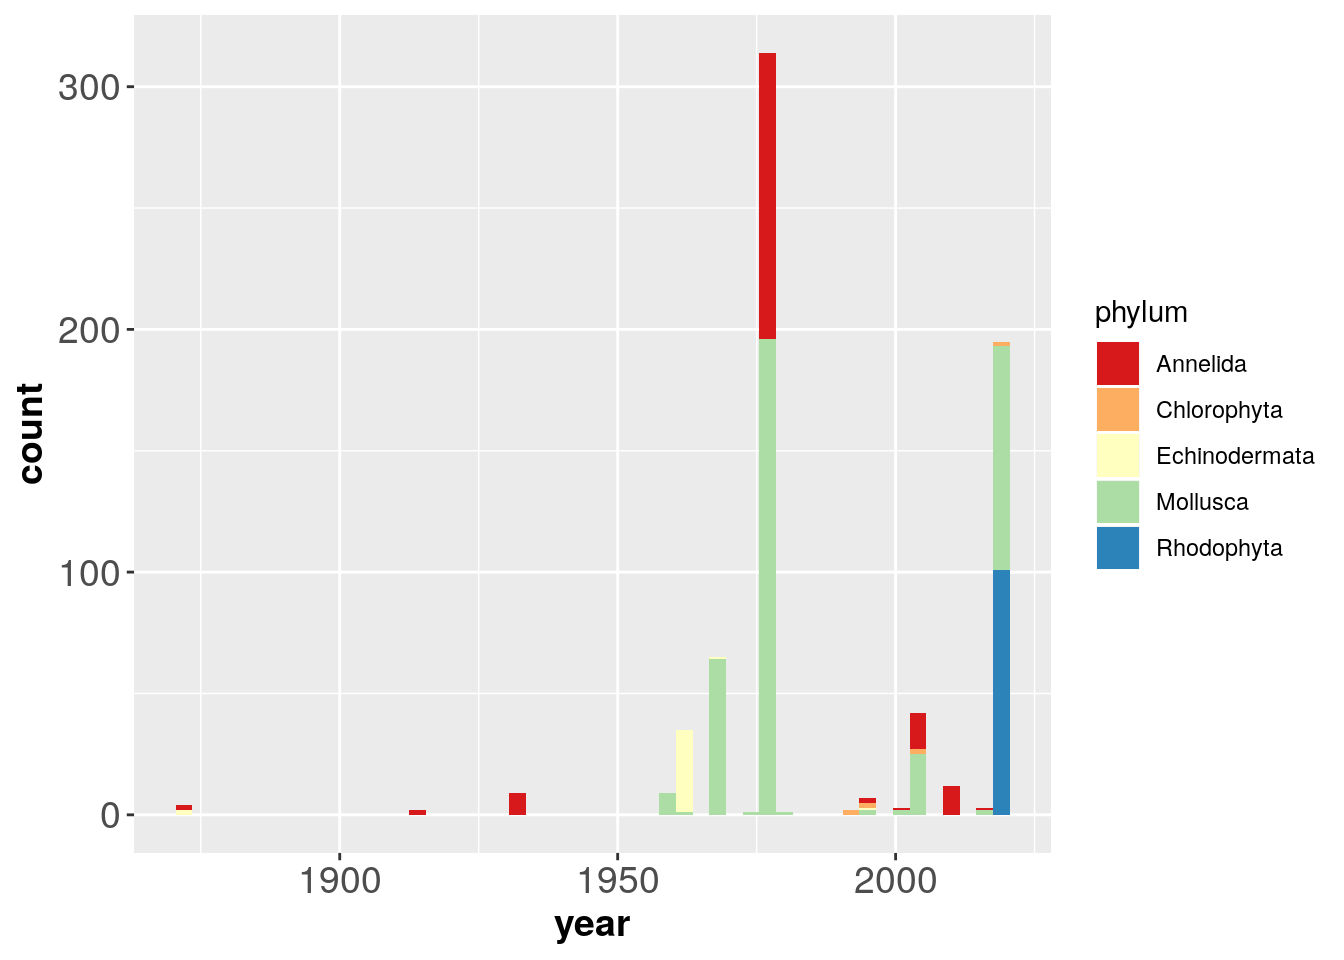 300
200
100
0
count
1900
1950
2000
year
phylum
Annelida
Chlorophyta
Echinodermata
Mollusca
Rhodophyta